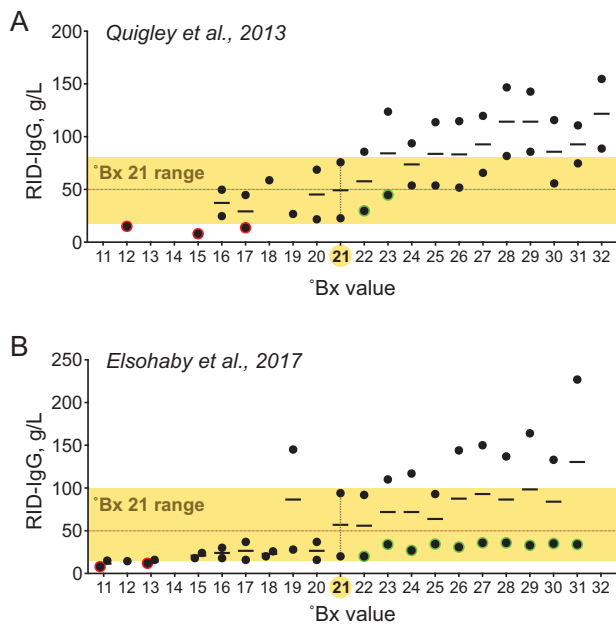 A
Quigley et al., 2013
200
150
100
50
0
RID-IgG, g/L
°Bx 21 range
11 12 13 14 15 16 17 18 19 20 21 22 23 24 25 26 27 28 29 30 31 32
°Bx value
B
Elsohaby et al., 2017
250
200
150
100
50
0
RID-IgG, g/L
°Bx 21 range
11 12 13 14 15 16 17 18 19 20 21 22 23 24 25 26 27 28 29 30 31 32
°Bx value